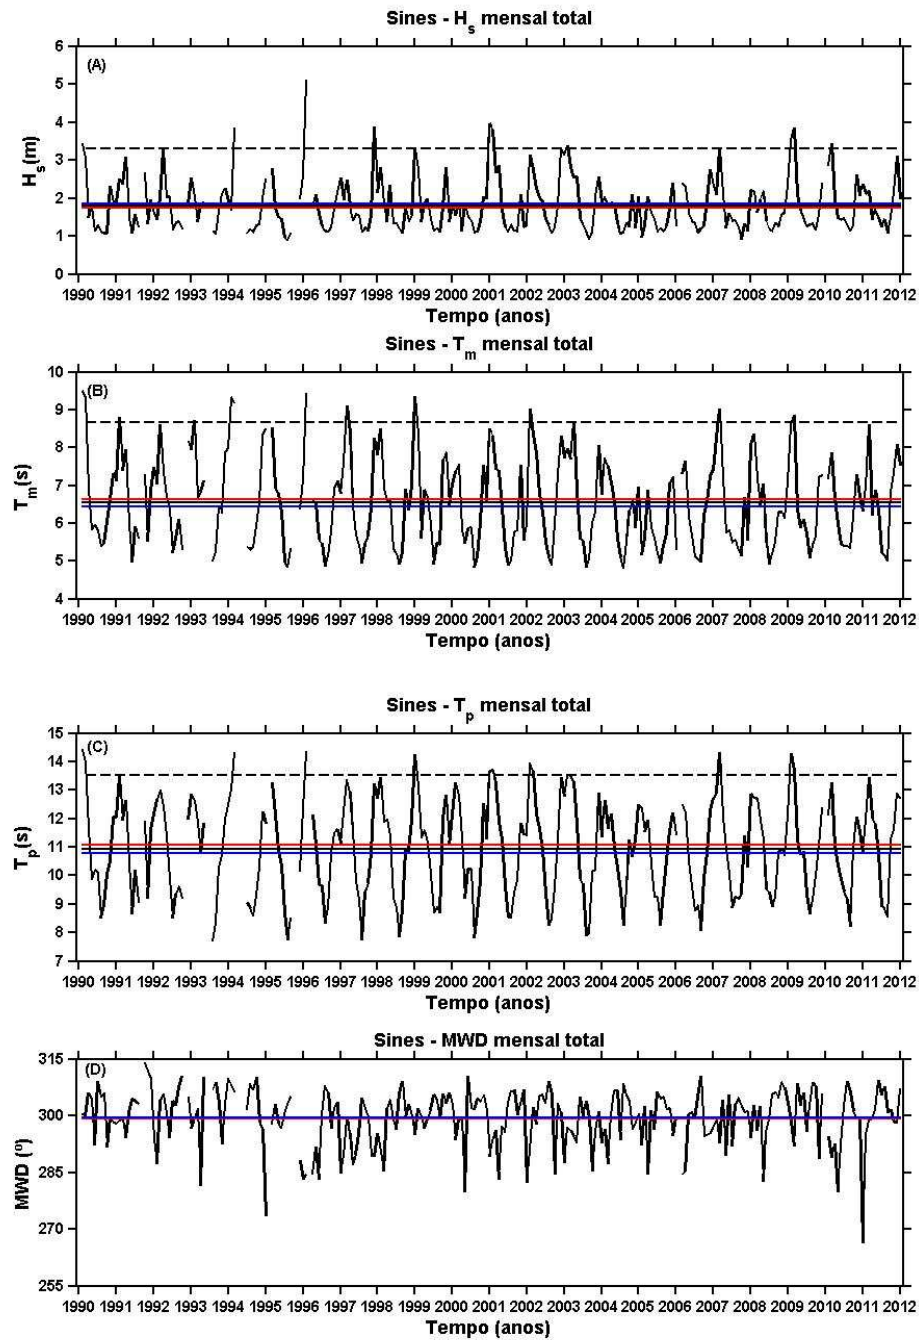 Sines - Hs mensal total
(A)
6
5
4
3
2
1
0
Hs(m)
1990 1991 1992 1993 1994 1995 1996 1997 1998 1999 2000 2001 2002 2003 2004 2005 2006 2007 2008 2009 2010 2011 2012
Tempo (anos)
Sines - Tm mensal total
(B)
10
9
8
7
6
5
4
Tm(s)
1990 1991 1992 1993 1994 1995 1996 1997 1998 1999 2000 2001 2002 2003 2004 2005 2006 2007 2008 2009 2010 2011 2012
Tempo (anos)
Sines - Tp mensal total
(C)
15
14
13
12
11
10
9
8
7
Tp(s)
1990 1991 1992 1993 1994 1995 1996 1997 1998 1999 2000 2001 2002 2003 2004 2005 2006 2007 2008 2009 2010 2011 2012
Tempo (anos)
Sines - MWD mensal total
(D)
315
300
285
270
255
MWD (º)
1990 1991 1992 1993 1994 1995 1996 1997 1998 1999 2000 2001 2002 2003 2004 2005 2006 2007 2008 2009 2010 2011 2012
Tempo (anos)